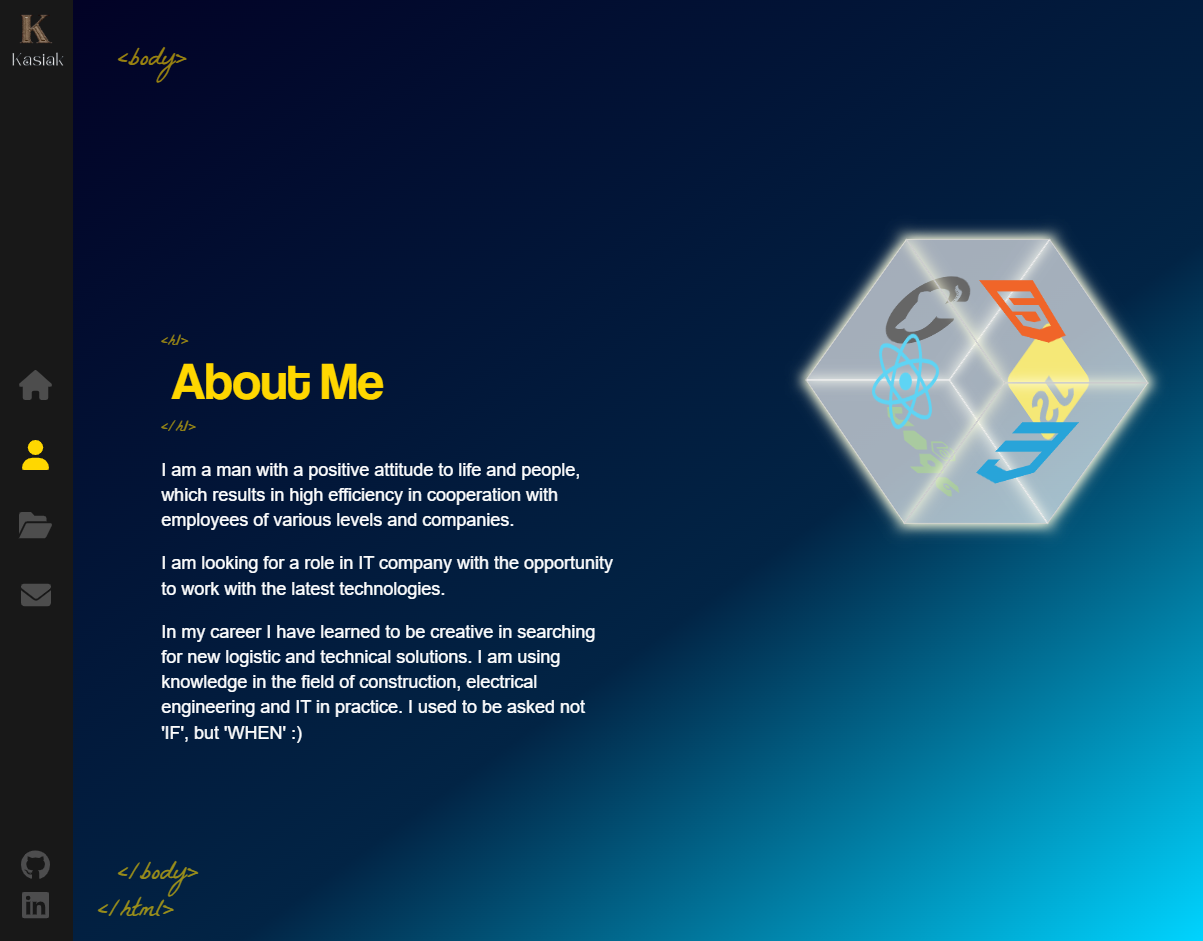 K
Kasiak
<body>
<h1>
About Me
</h1>
I am a man with a positive attitude to life and people,
which results in high efficiency in cooperation with
employees of various levels and companies.
I am looking for a role in IT company with the opportunity
to work with the latest technologies.
In my career I have learned to be creative in searching
for new logistic and technical solutions. I am using
knowledge in the field of construction, electrical
engineering and IT in practice. I used to be asked not
'IF', but 'WHEN' :)
JS
</body>
</html>
in